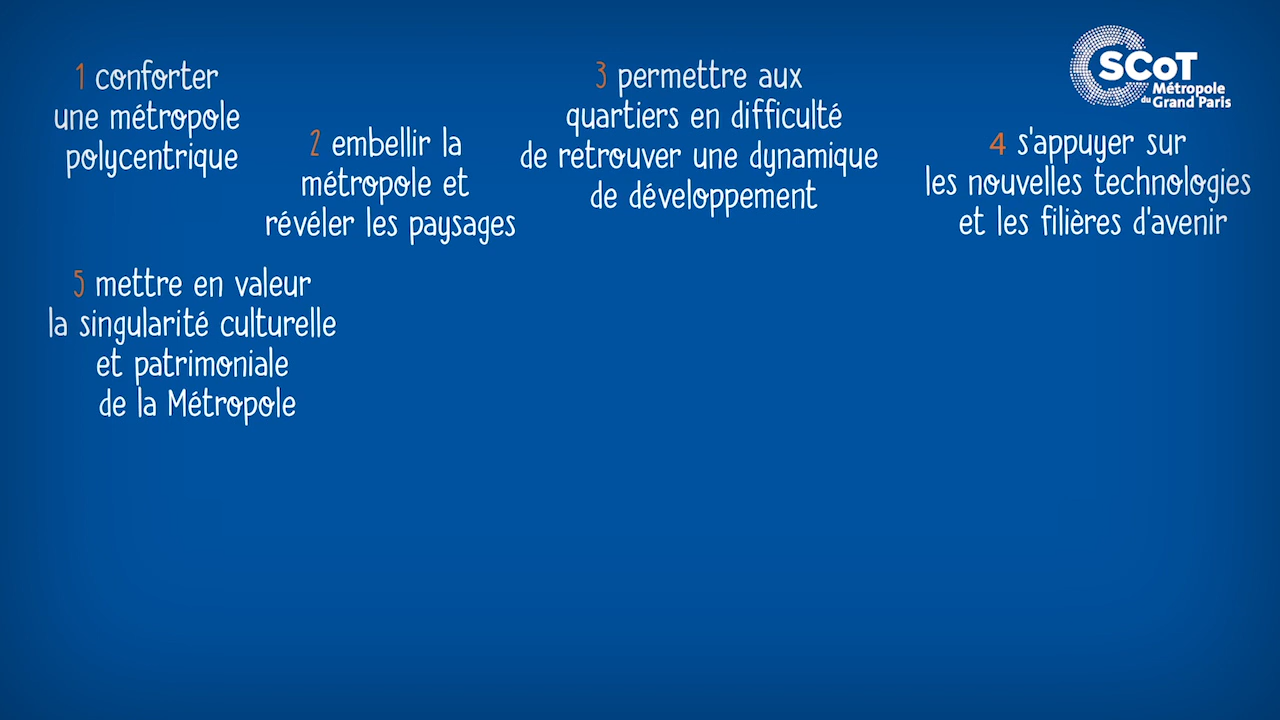 1 conforter
une métropole
polycentrique
2 embellir la
métropole et
révéler les paysages
3 permettre aux
quartiers en difficulté
de retrouver une dynamique
de développement
SCoT
Métropole
du Grand Paris
4 s'appuyer sur
les nouvelles technologies
et les filières d'avenir
5 mettre en valeur
la singularité culturelle
et patrimoniale
de la Métropole